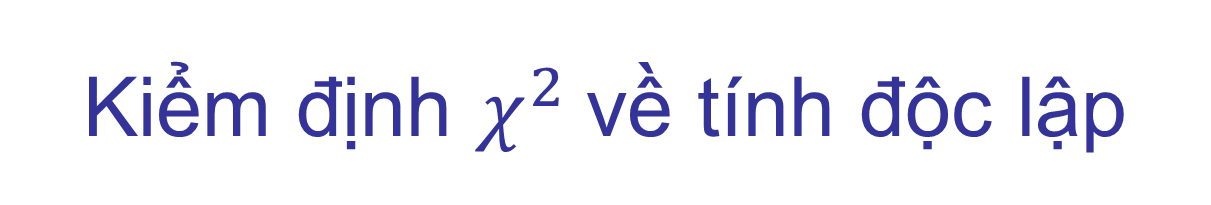 Kiểm định χ² về tính độc lập